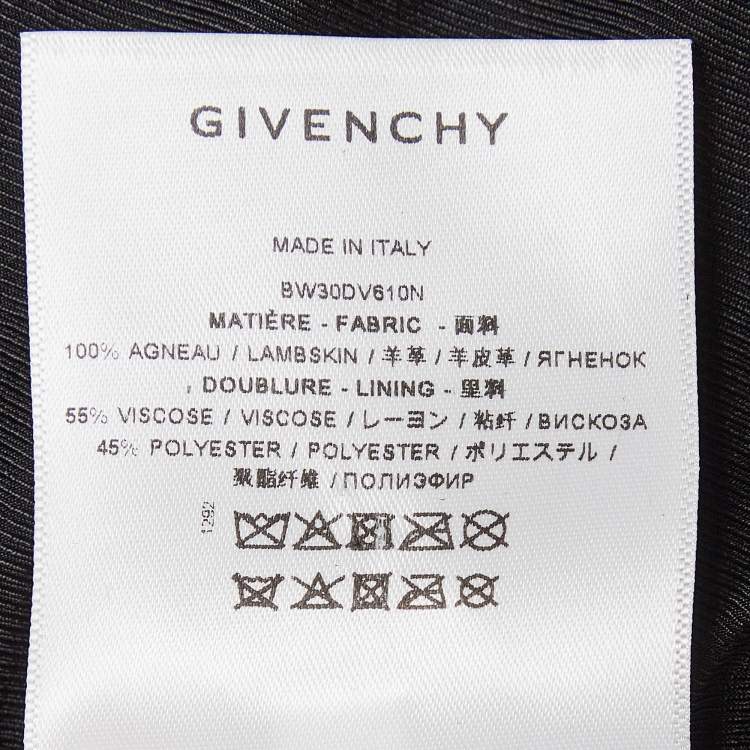 GIVENCHY
MADE IN ITALY
BW30DV610N
MATIÈRE - FABRIC - 面料
100% AGNEAU / LAMBSKIN / 羊革 / 羊皮革 / ЯГНЕНОК
DOUBLURE - LINING - 里料
55% VISCOSE / VISCOSE / レーヨン / 粘纤 / ВИСКОЗА
45% POLYESTER / POLYESTER / ポリエステル /
聚酯纤维 / ПОЛИЭФИР
1292